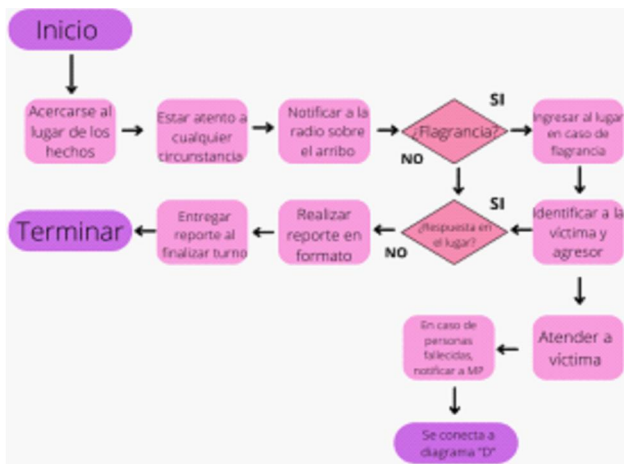 Inicio
Acercarse al
lugar de los
hechos
Estar atento a
cualquier
circunstancia
Notificar a la
radio sobre
el arribo
¿Flagrancia?
SI
NO
Ingresar al lugar
en caso de
flagrancia
Identificar a la
víctima y
agresor
SI
¿Respuesta en
el lugar?
NO
Realizar
reporte en
formato
Entregar
reporte al
finalizar turno
Terminar
Atender a
víctima
En caso de
personas
fallecidas,
notificar a MP
Se conecta a
diagrama "D"